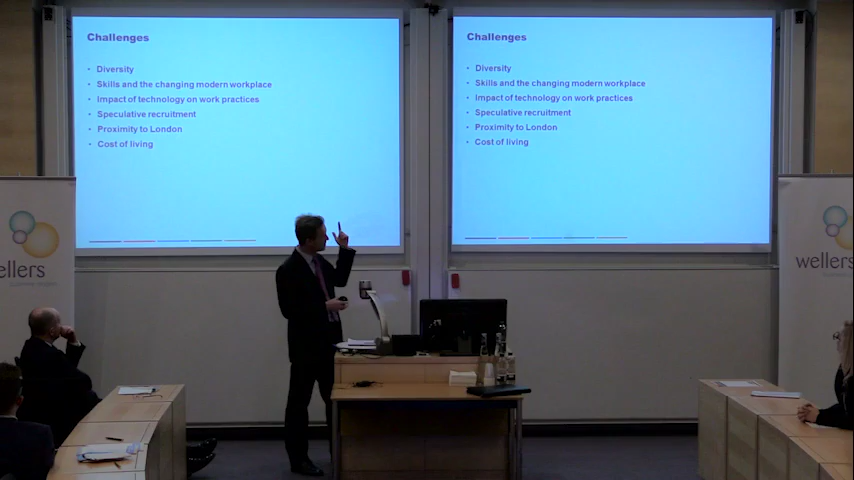 Challenges
• Diversity
• Skills and the changing modern workplace
• Impact of technology on work practices
• Speculative recruitment
• Proximity to London
• Cost of living
Challenges
• Diversity
• Skills and the changing modern workplace
• Impact of technology on work practices
• Speculative recruitment
• Proximity to London
• Cost of living
ellers
wellers